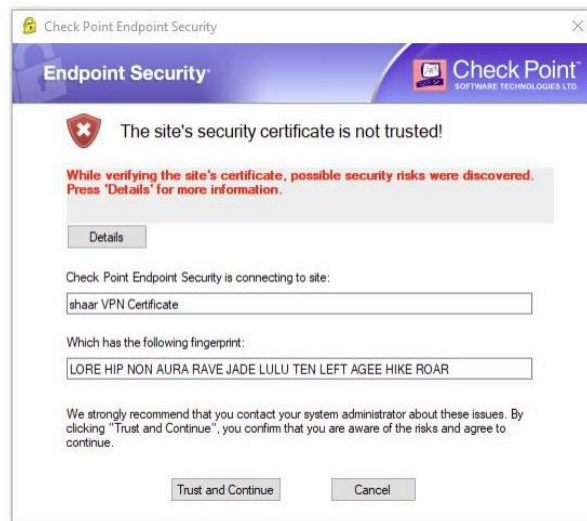 Check Point Endpoint Security
Endpoint Security
Check Point™
SOFTWARE TECHNOLOGIES LTD.
The site's security certificate is not trusted!
While verifying the site's certificate, possible security risks were discovered.
Press 'Details' for more information.
Details
Check Point Endpoint Security is connecting to site:
shaar VPN Certificate
Which has the following fingerprint:
LORE HIP NON AURA RAVE JADE LULU TEN LEFT AGEE HIKE ROAR
We strongly recommend that you contact your system administrator about these issues. By
clicking "Trust and Continue", you confirm that you are aware of the risks and agree to
continue.
Trust and Continue
Cancel